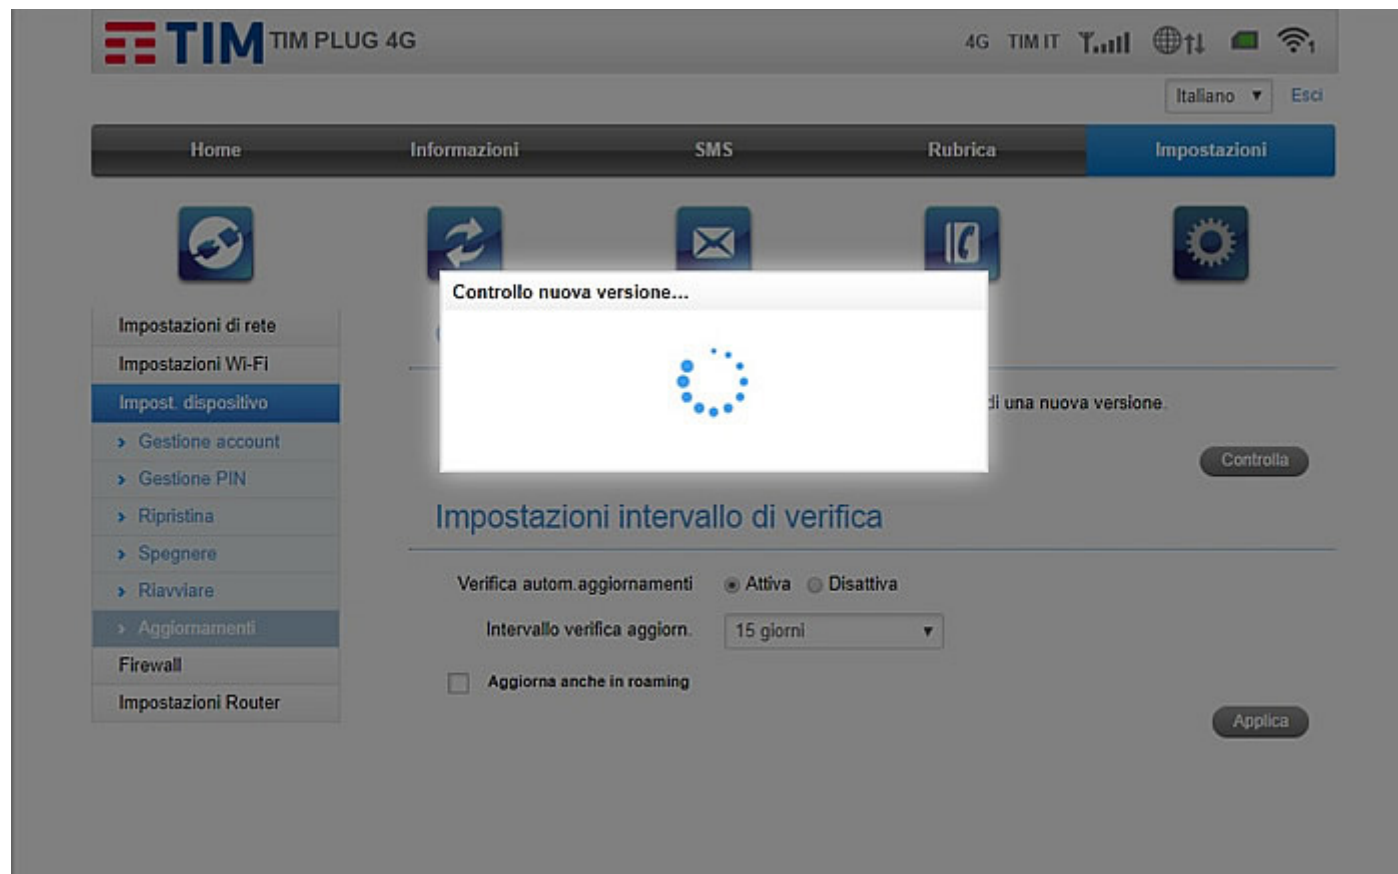 TIM TIM PLUG 4G
4G TIM IT
1
Italiano Esci
Home Informazioni SMS Rubrica Impostazioni
Controllo nuova versione...
Impostazioni di rete
Impostazioni Wi-Fi
Impost. dispositivo
di una nuova versione.
Gestione account
Controlla
Gestione PIN
Ripristina
Impostazioni intervallo di verifica
Spegnere
Riavviare
Verifica autom.aggiornamenti Attiva Disattiva
Aggiornamenti
Intervallo verifica aggiorn. 15 giorni
Firewall
Aggiorna anche in roaming
Impostazioni Router
Applica